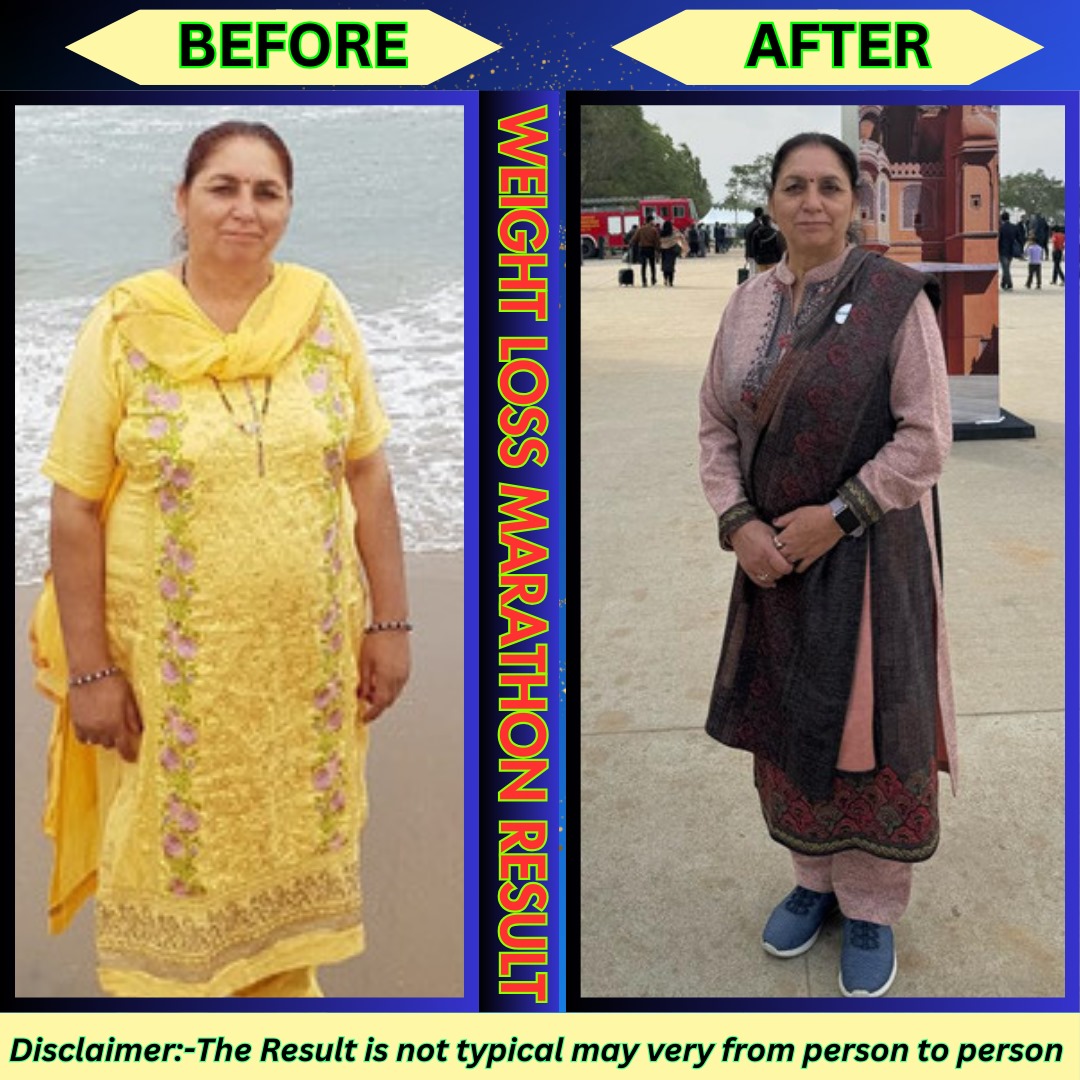 BEFORE
AFTER
WEIGHT LOSS MARATHON RESULT
Disclaimer:-The Result is not typical may very from person to person